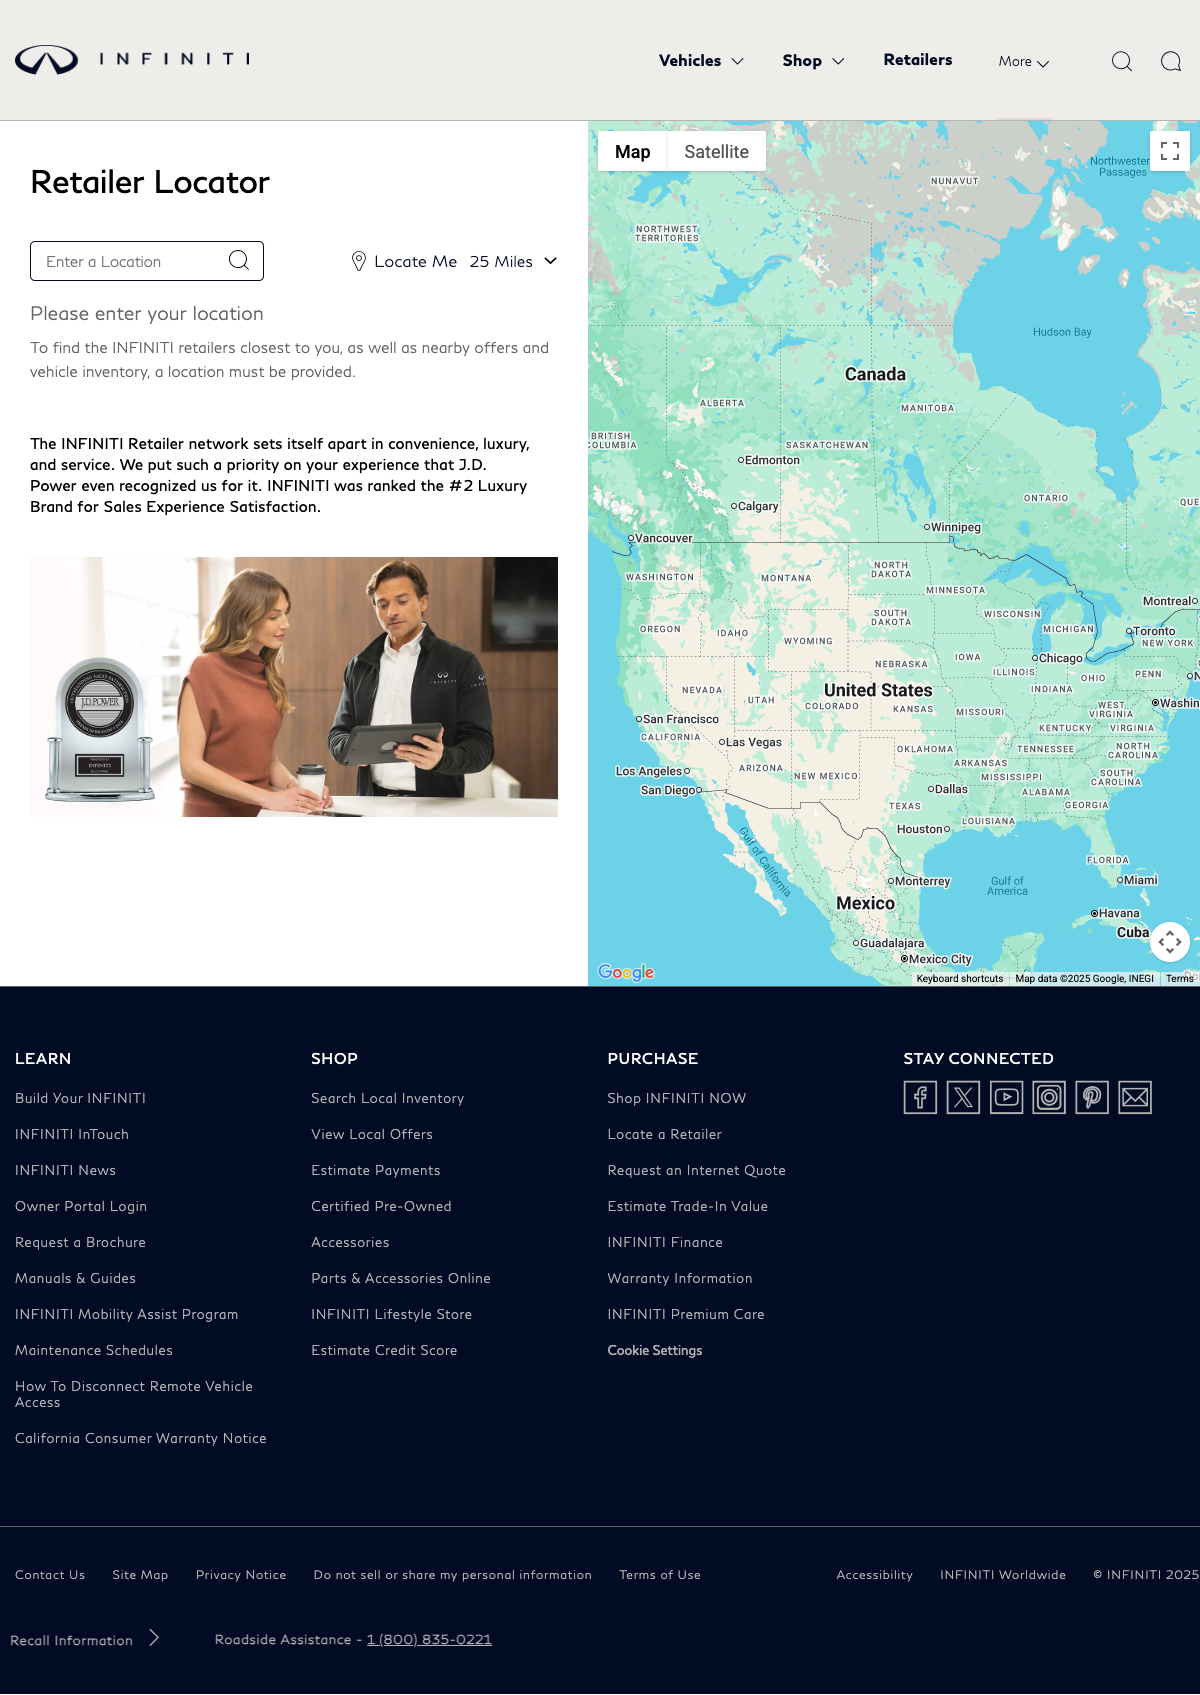 INFINITI
Vehicles
Shop
Retailers
More
Retailer Locator
Enter a Location
Locate Me
25 Miles
Please enter your location
To find the INFINITI retailers closest to you, as well as nearby offers and
vehicle inventory, a location must be provided.
The INFINITI Retailer network sets itself apart in convenience, luxury,
and service. We put such a priority on your experience that J.D.
Power even recognized us for it. INFINITI was ranked the #2 Luxury
Brand for Sales Experience Satisfaction.
J.D. POWER
INFINITI
INFINITI
Map
Satellite
Northwester
Passages
NUNAVUT
NORTHWEST
TERRITORIES
Hudson Bay
Canada
ALBERTA
MANITOBA
BRITISH
COLUMBIA
SASKATCHEWAN
Edmonton
ONTARIO
QUE
Calgary
Winnipeg
Vancouver
WASHINGTON
MONTANA
NORTH
DAKOTA
MINNESOTA
Montreal
SOUTH
DAKOTA
WISCONSIN
OREGON
IDAHO
WYOMING
MICHIGAN
Toronto
NEW YORK
NEBRASKA
IOWA
Chicago
ILLINOIS
OHIO
PENN
N
INDIANA
NEVADA
UTAH
United States
COLORADO
KANSAS
MISSOURI
WEST
VIRGINIA
Washin
San Francisco
KENTUCKY
VIRGINIA
CALIFORNIA
Las Vegas
OKLAHOMA
TENNESSEE
NORTH
CAROLINA
Los Angeles
ARIZONA
NEW MEXICO
ARKANSAS
MISSISSIPPI
SOUTH
CAROLINA
San Diego
Dallas
ALABAMA
TEXAS
GEORGIA
Houston
LOUISIANA
Gulf of California
FLORIDA
Monterrey
Gulf of
America
Miami
Mexico
Havana
Cuba
Guadalajara
Mexico City
Google
Keyboard shortcuts
Map data ©2025 Google, INEGI
Terms
LEARN
Build Your INFINITI
INFINITI InTouch
INFINITI News
Owner Portal Login
Request a Brochure
Manuals & Guides
INFINITI Mobility Assist Program
Maintenance Schedules
How To Disconnect Remote Vehicle
Access
California Consumer Warranty Notice
SHOP
Search Local Inventory
View Local Offers
Estimate Payments
Certified Pre-Owned
Accessories
Parts & Accessories Online
INFINITI Lifestyle Store
Estimate Credit Score
PURCHASE
Shop INFINITI NOW
Locate a Retailer
Request an Internet Quote
Estimate Trade-In Value
INFINITI Finance
Warranty Information
INFINITI Premium Care
Cookie Settings
STAY CONNECTED
Contact Us
Site Map
Privacy Notice
Do not sell or share my personal information
Terms of Use
Accessibility
INFINITI Worldwide
© INFINITI 2025
Recall Information
Roadside Assistance - 1 (800) 835-0221